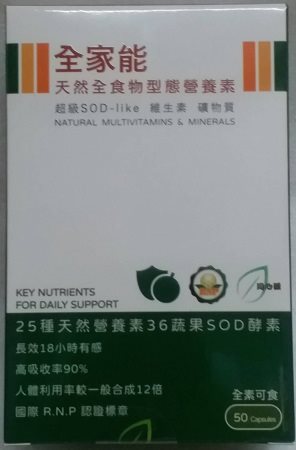 全家能
天然全食物型態營養素
超級SOD-like 維生素 礦物質
NATURAL MULTIVITAMINS & MINERALS
KEY NUTRIENTS
FOR DAILY SUPPORT
25種天然營養素36蔬果SOD酵素
長效18小時有感
高吸收率90%
人體利用率較一般合成12倍
國際 R.N.P 認證標章
全素可食
50 Capsules